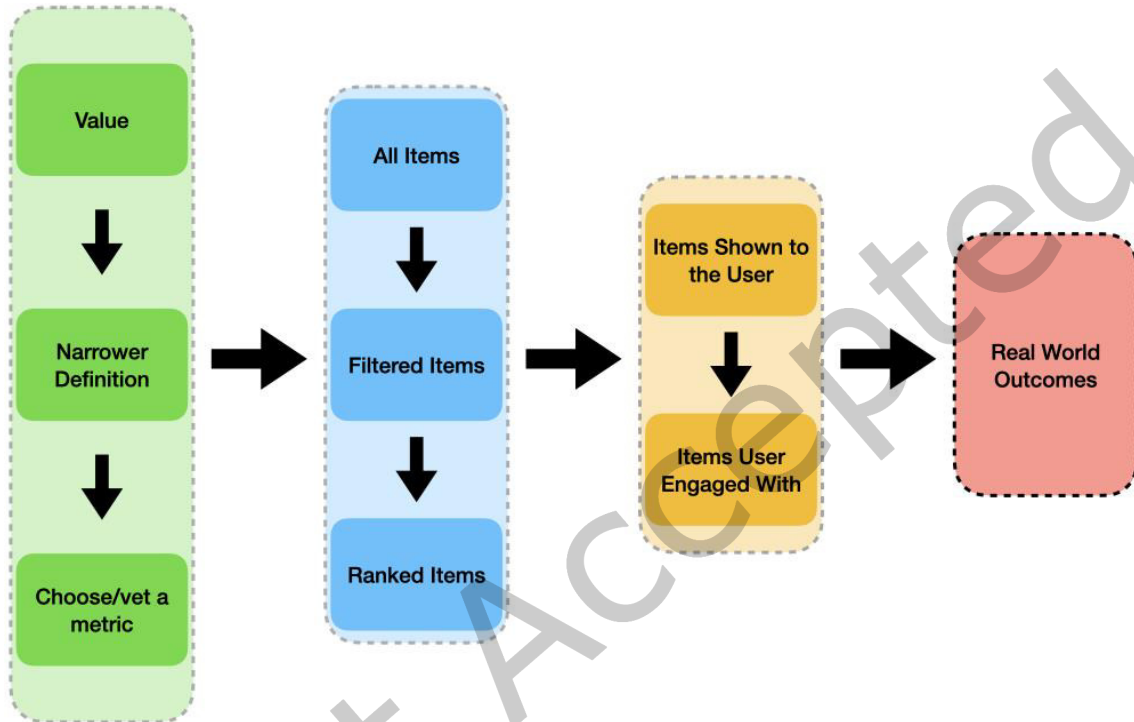 Value
Narrower
Definition
Choose/vet a
metric
All Items
Filtered Items
Ranked Items
Items Shown to
the User
Items User
Engaged With
Real World
Outcomes
t Accepted